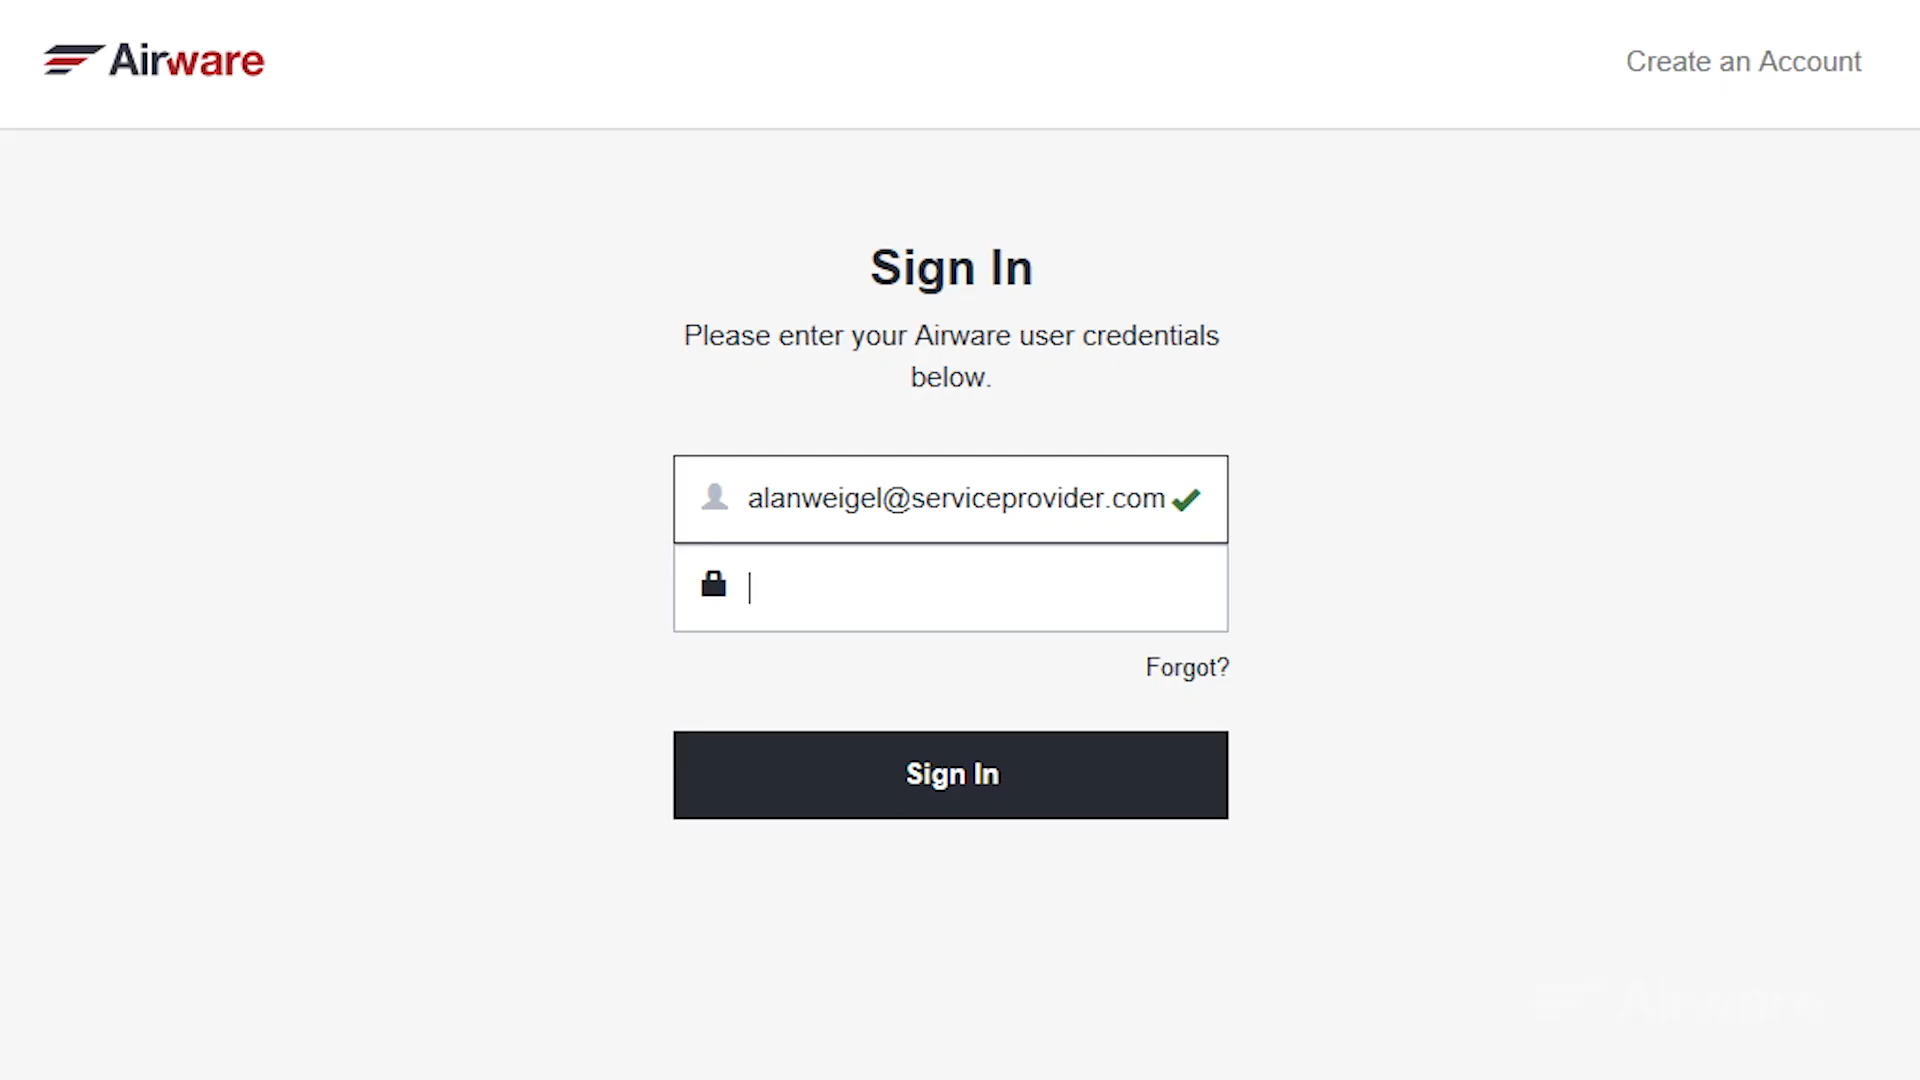 Airware
Create an Account
Sign In
Please enter your Airware user credentials
below.
alanweigel@serviceprovider.com
Forgot?
Sign In
Airware